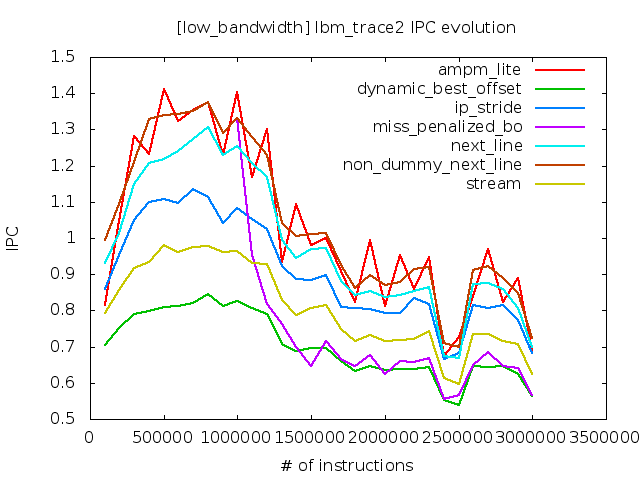 [low_bandwidth] lbm_trace2 IPC evolution
1.5
1.4
1.3
1.2
1.1
1
0.9
0.8
0.7
0.6
0.5
IPC
ampm_lite
dynamic_best_offset
ip_stride
miss_penalized_bo
next_line
non_dummy_next_line
stream
0 500000 1000000 1500000 2000000 2500000 3000000 3500000
# of instructions